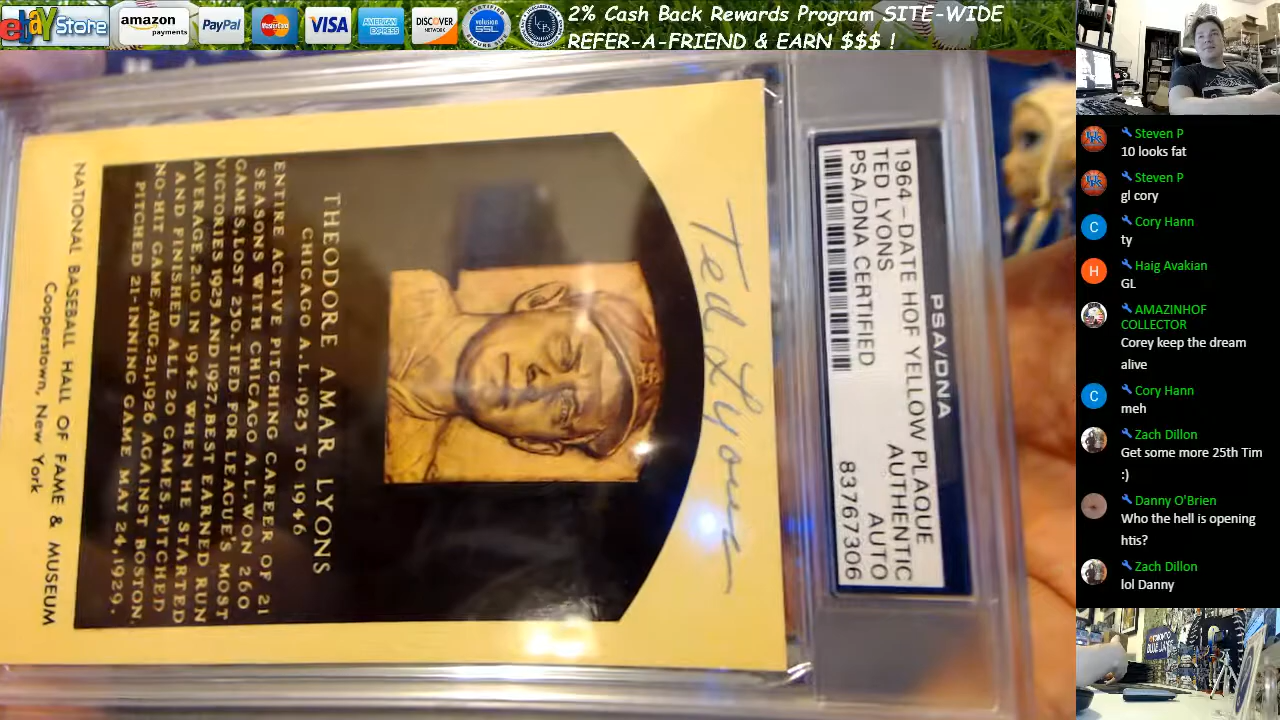 ebay Store
amazon
payments
PayPal
MasterCard
VISA
AMERICAN
EXPRESS
DISCOVER
NETWORK
volusion
SSL
2% Cash Back Rewards Program SITE-WIDE
REFER-A-FRIEND & EARN $$$ !
PSA/DNA
1964-DATE HOF YELLOW PLAQUE
TED LYONS AUTHENTIC
PSA/DNA CERTIFIED AUTO
83767306
Ted Lyons
THEODORE AMAR LYONS
CHICAGO A.L. 1923 TO 1946
ENTIRE ACTIVE PITCHING CAREER OF 21
SEASONS WITH CHICAGO A.L. WON 260
GAMES, LOST 230. TIED FOR LEAGUE'S MOST
VICTORIES 1925 AND 1927, BEST EARNED RUN
AVERAGE, 2.10 IN 1942 WHEN HE STARTED
AND FINISHED ALL 20 GAMES. PITCHED
NO-HIT GAME, 1926 AGAINST BOSTON.
PITCHED 21 INNING GAME MAY 24, 1929.
NATIONAL BASEBALL HALL OF FAME & MUSEUM
Cooperstown, New York
Steven P
10 looks fat
Steven P
gl cory
Cory Hann
ty
Haig Avakian
GL
AMAZINHOF
COLLECTOR
Corey keep the dream
alive
Cory Hann
meh
Zach Dillon
Get some more 25th Tim
:)
Danny O'Brien
Who the hell is opening
htis?
Zach Dillon
lol Danny